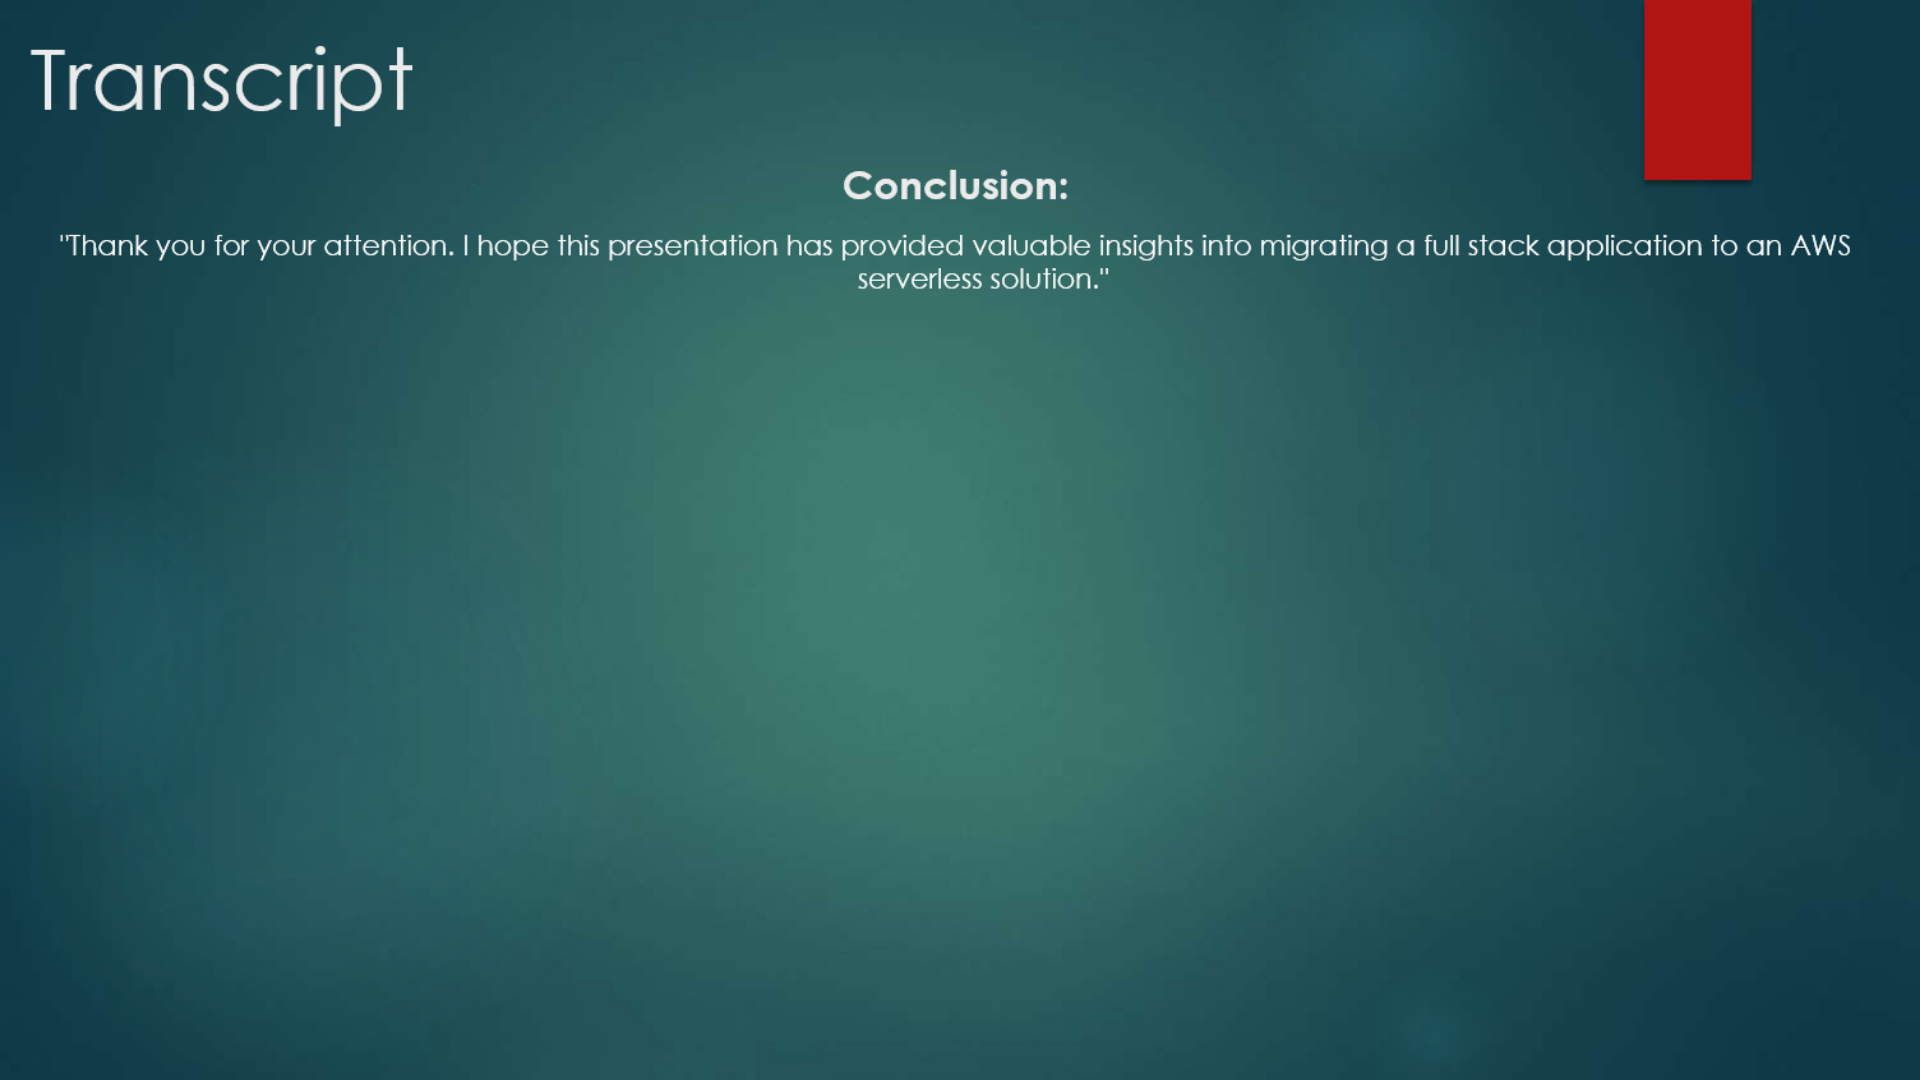 Transcript
Conclusion:
"Thank you for your attention. I hope this presentation has provided valuable insights into migrating a full stack application to an AWS
serverless solution."